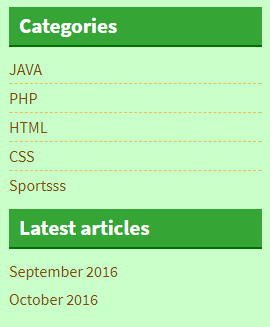 Categories
JAVA
PHP
HTML
CSS
Sportsss
Latest articles
September 2016
October 2016